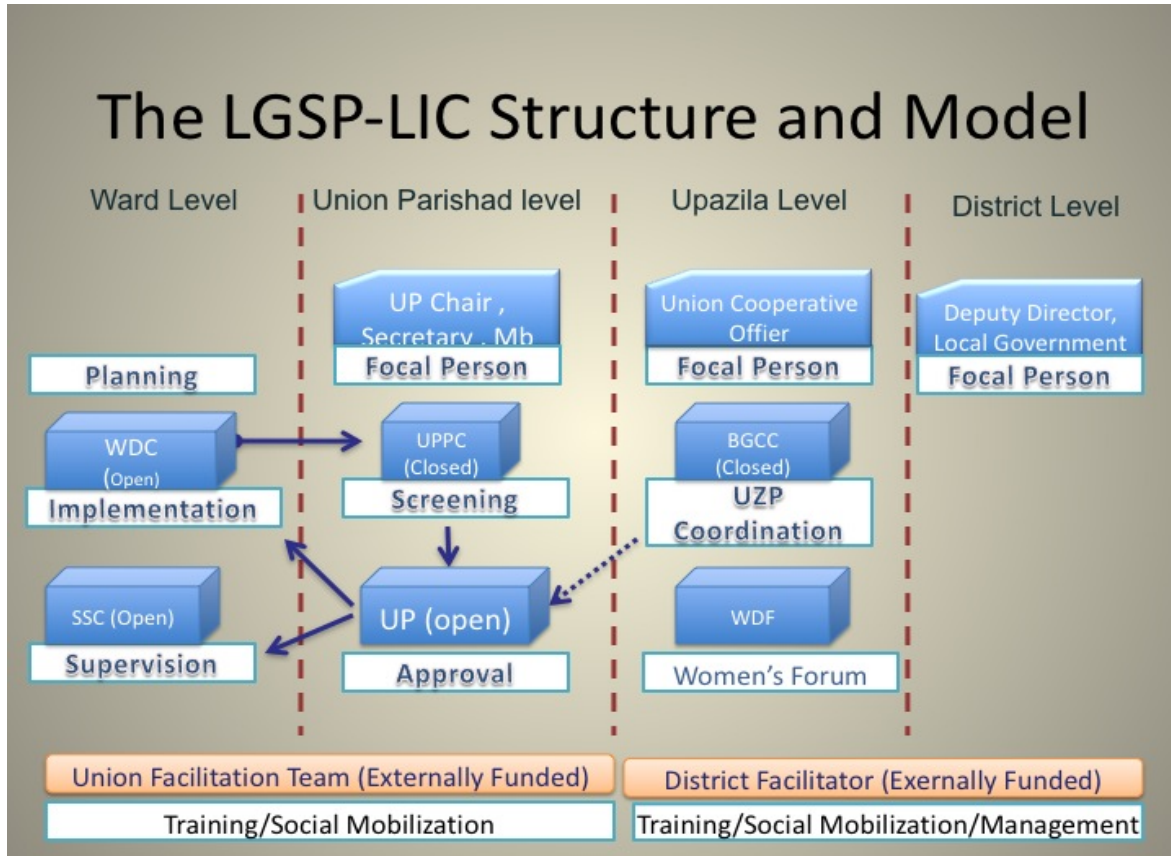 The LGSP-LIC Structure and Model
Ward Level
Union Parishad level
Upazila Level
District Level
UP Chair ,
Secretary , Mb
Focal Person
Union Cooperative
Offier
Focal Person
Deputy Director,
Local Government
Focal Person
Planning
WDC
(Open)
Implementation
UPPC
(Closed)
Screening
BGCC
(Closed)
UZP
Coordination
SSC (Open)
Supervision
UP (open)
Approval
WDF
Women's Forum
Union Facilitation Team (Externally Funded)
Training/Social Mobilization
District Facilitator (Exernally Funded)
Training/Social Mobilization/Management